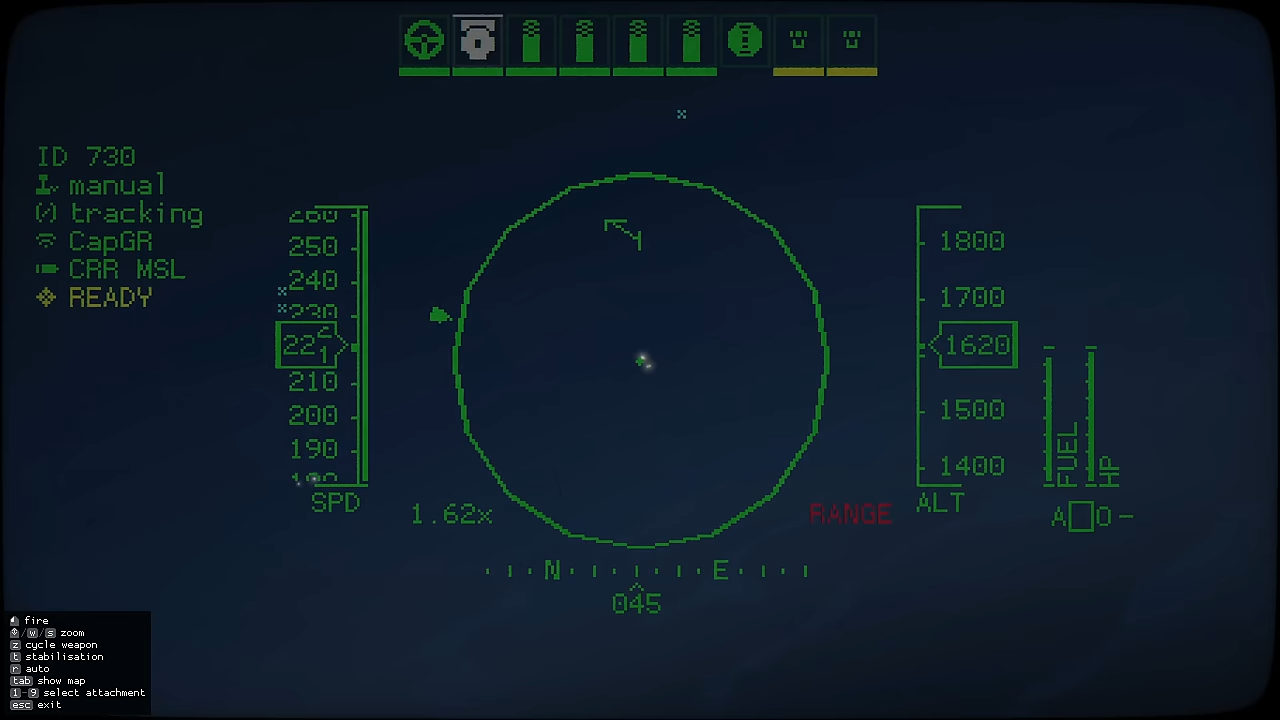 ID 730
manual
tracking
CapGR
CRR MSL
READY
250
240
230
210
200
190
SPD
1.62x
1800
1700
1620
1500
1400
ALT
RANGE
FUEL
HP
A O -
N E
045
fire
w / s zoom
z cycle weapon
t stabilisation
r auto
tab show map
1 - 9 select attachment
esc exit